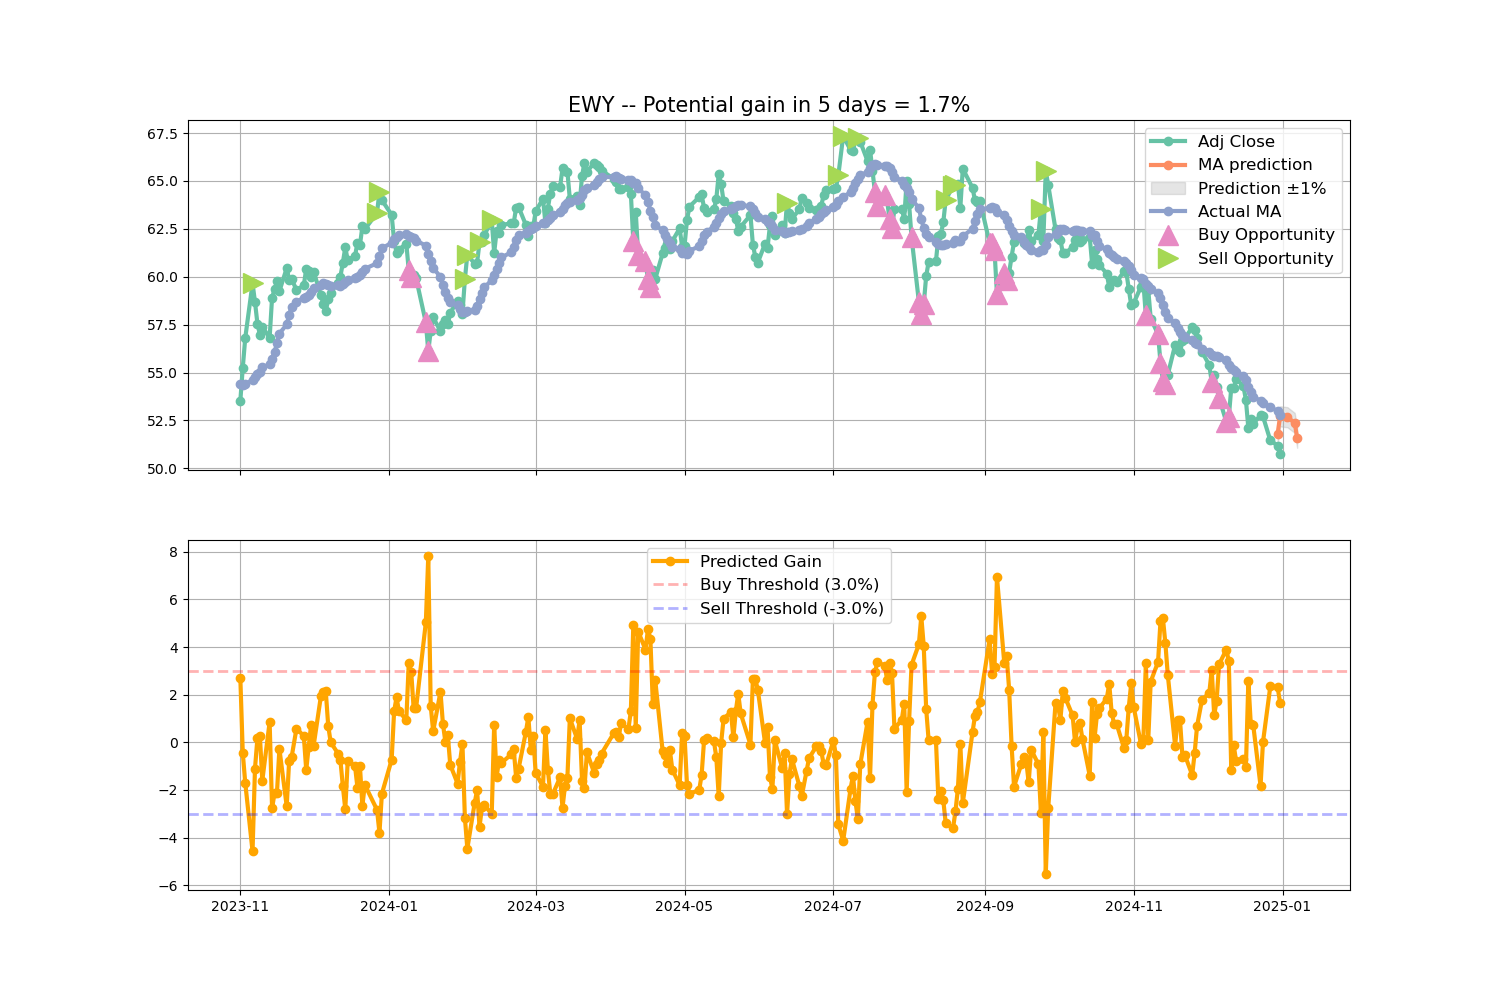 EWY -- Potential gain in 5 days = 1.7%
67.5
65.0
62.5
60.0
57.5
55.0
52.5
50.0
Adj Close
MA prediction
Prediction ±1%
Actual MA
Buy Opportunity
Sell Opportunity
8
6
4
2
0
−2
−4
−6
Predicted Gain
Buy Threshold (3.0%)
Sell Threshold (-3.0%)
2023-11
2024-01
2024-03
2024-05
2024-07
2024-09
2024-11
2025-01